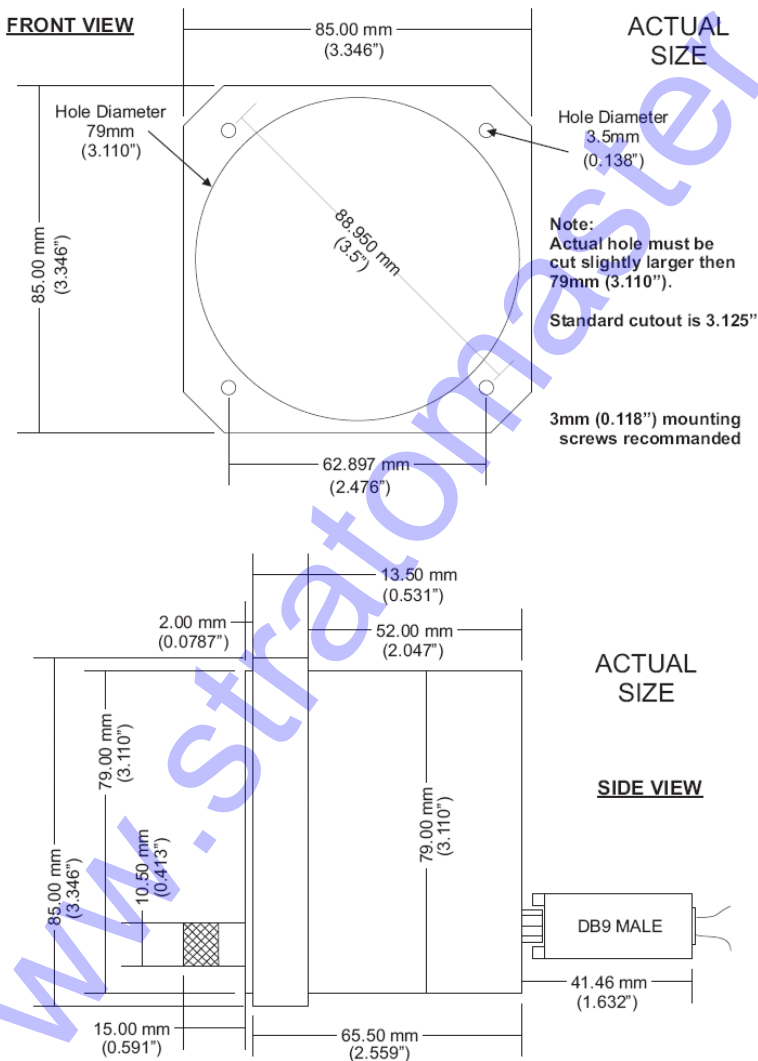 FRONT VIEW
85.00 mm
(3.346")
ACTUAL
SIZE
Hole Diameter
79mm
(3.110")
Hole Diameter
3.5mm
(0.138")
88.950 mm
(3.5")
85.00 mm
(3.346")
Note:
Actual hole must be
cut slightly larger then
79mm (3.110").
Standard cutout is 3.125"
3mm (0.118") mounting
screws recommanded
62.897 mm
(2.476")
13.50 mm
(0.531")
2.00 mm
(0.0787")
52.00 mm
(2.047")
ACTUAL
SIZE
SIDE VIEW
79.00 mm
(3.110")
79.00 mm
(3.110")
85.00 mm
(3.346")
10.50 mm
(0.413")
DB9 MALE
41.46 mm
(1.632")
15.00 mm
(0.591")
65.50 mm
(2.559")
www.stratomaster